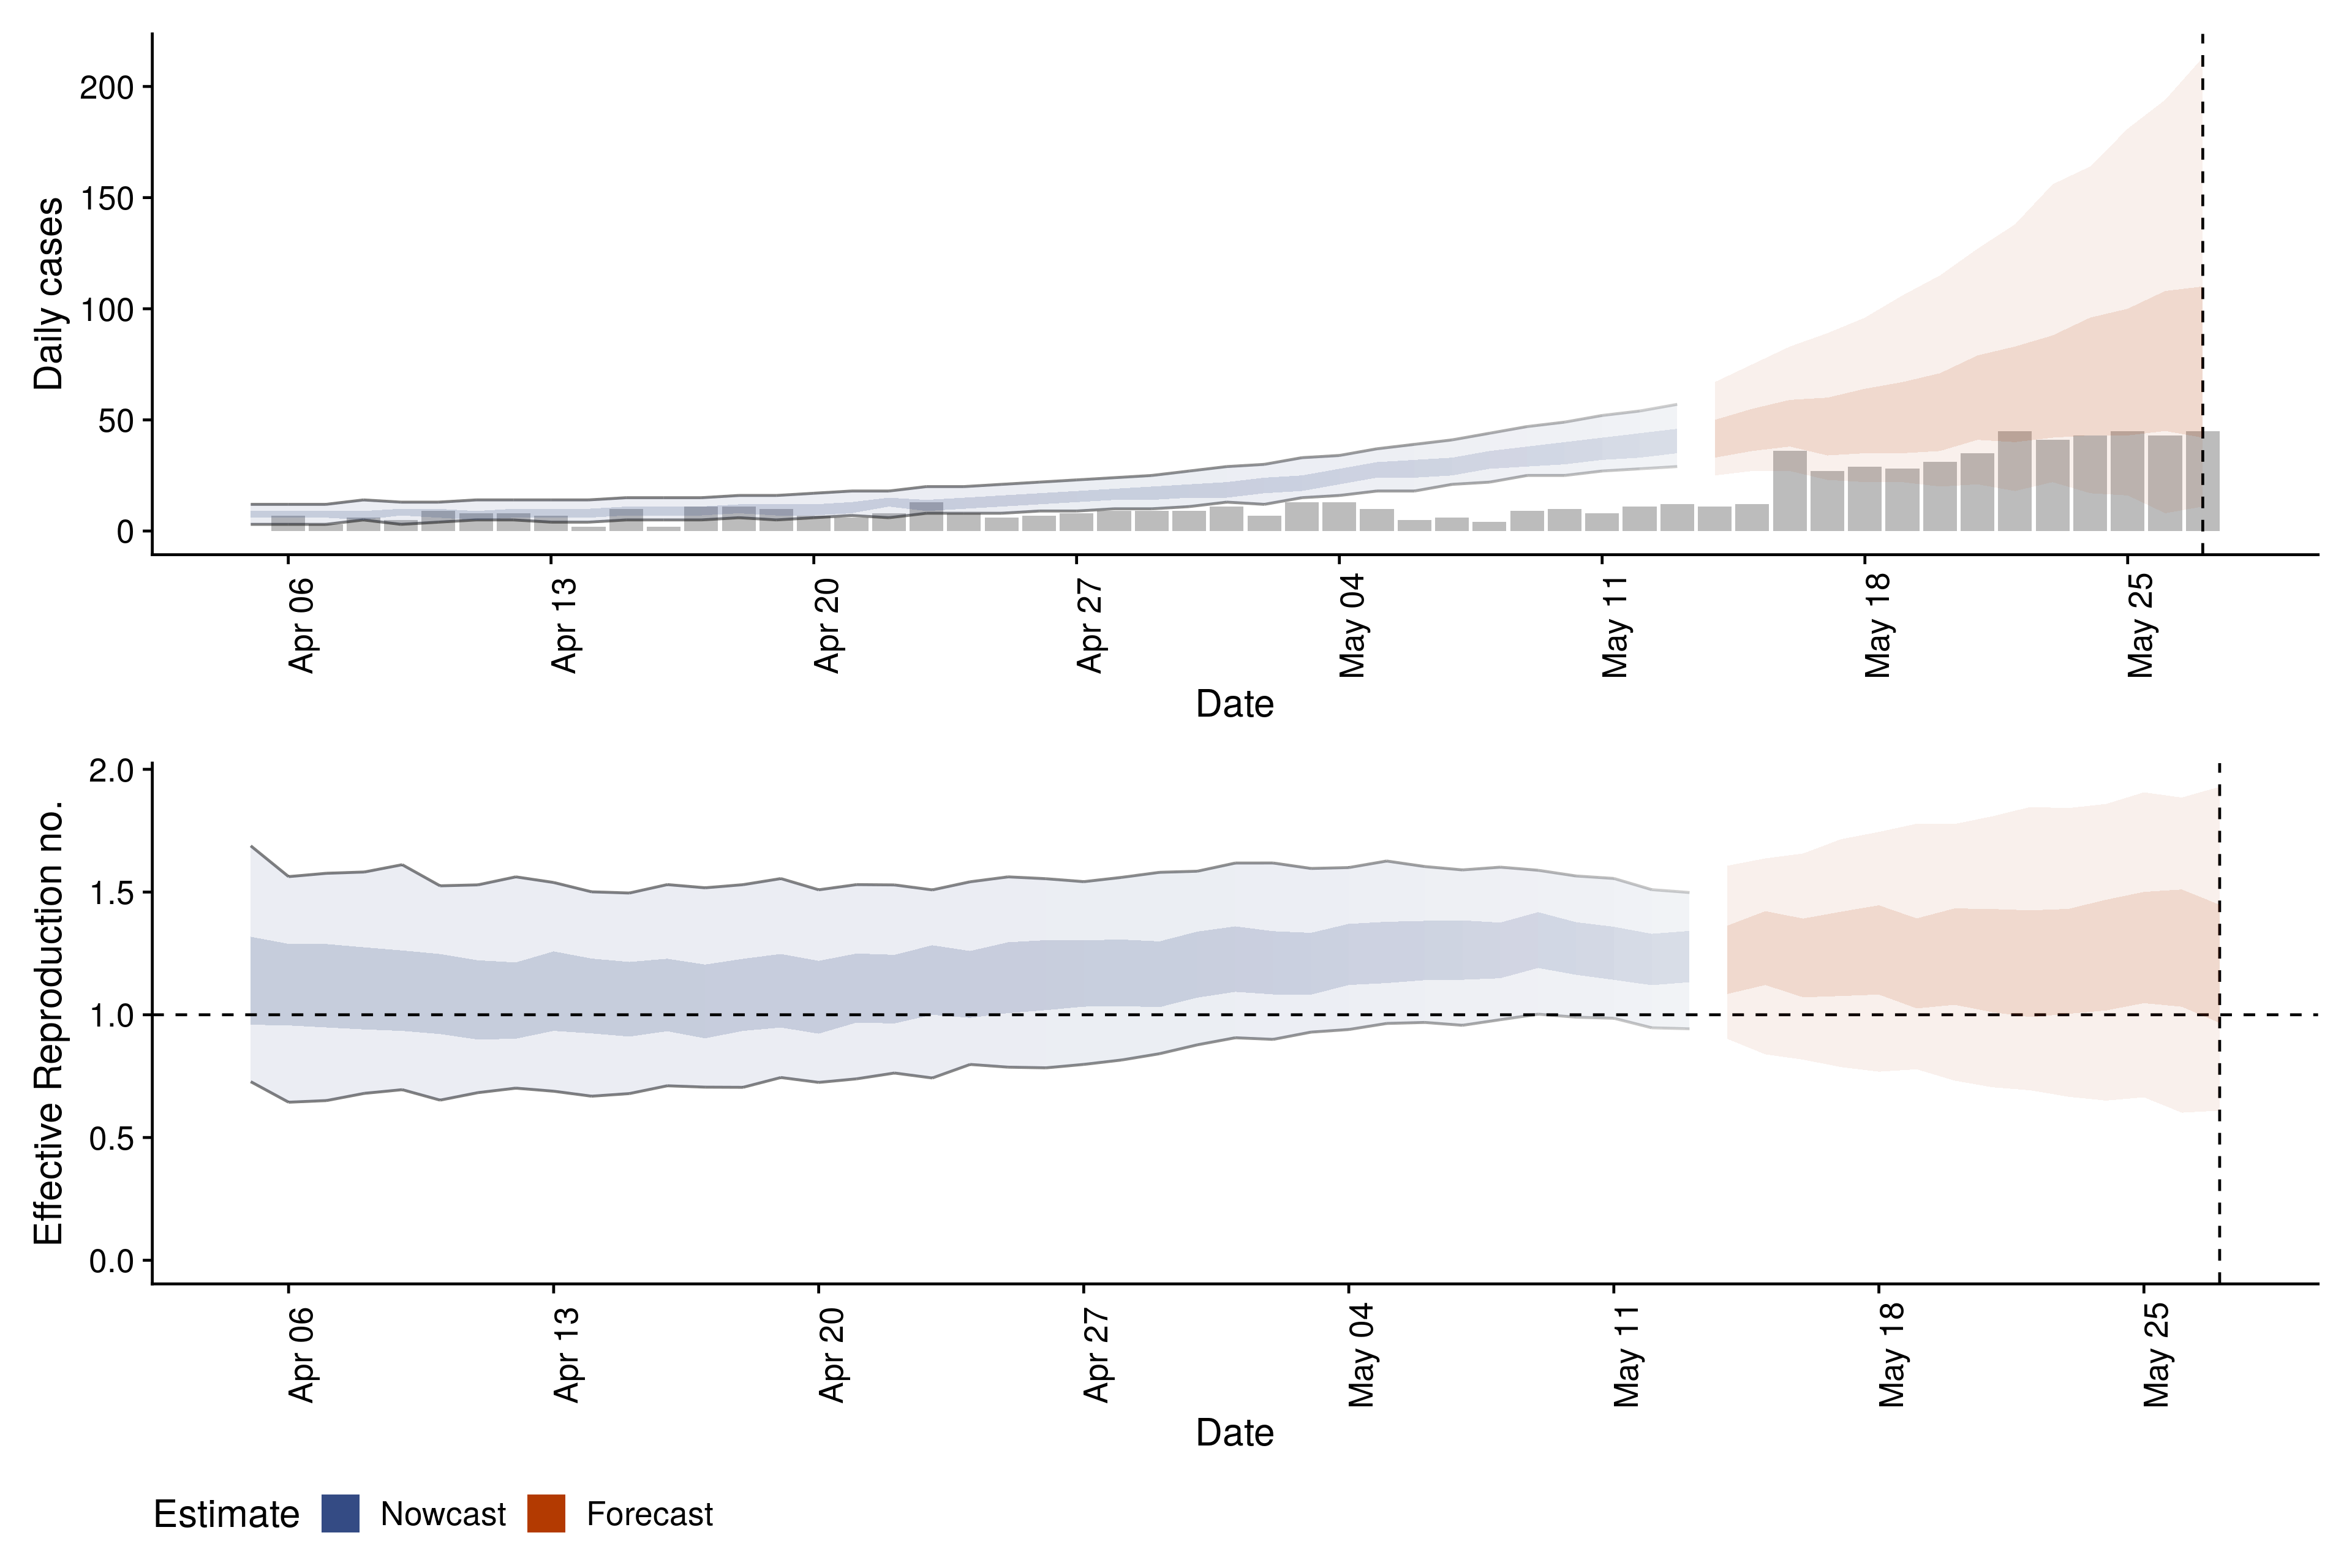 Daily cases
200
150
100
50
0
Apr 06 Apr 13 Apr 20 Apr 27 May 04 May 11 May 18 May 25
Date
Effective Reproduction no.
2.0
1.5
1.0
0.5
0.0
Apr 06 Apr 13 Apr 20 Apr 27 May 04 May 11 May 18 May 25
Date
Estimate Nowcast Forecast